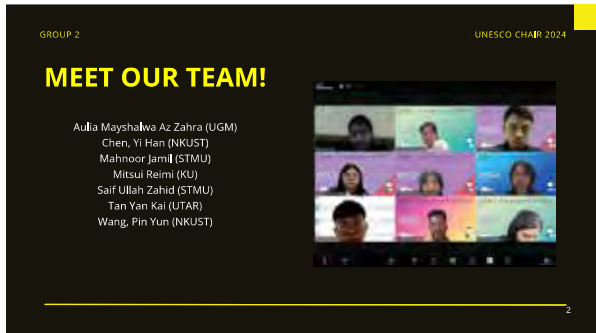 GROUP 2
UNESCO CHAIR 2024
MEET OUR TEAM!
Aulia Mayshalwa Az Zahra (UGM)
Chen, Yi Han (NKUST)
Mahnoor Jamil (STMU)
Mitsui Reimi (KU)
Saif Ullah Zahid (STMU)
Tan Yan Kai (UTAR)
Wang, Pin Yun (NKUST)
2